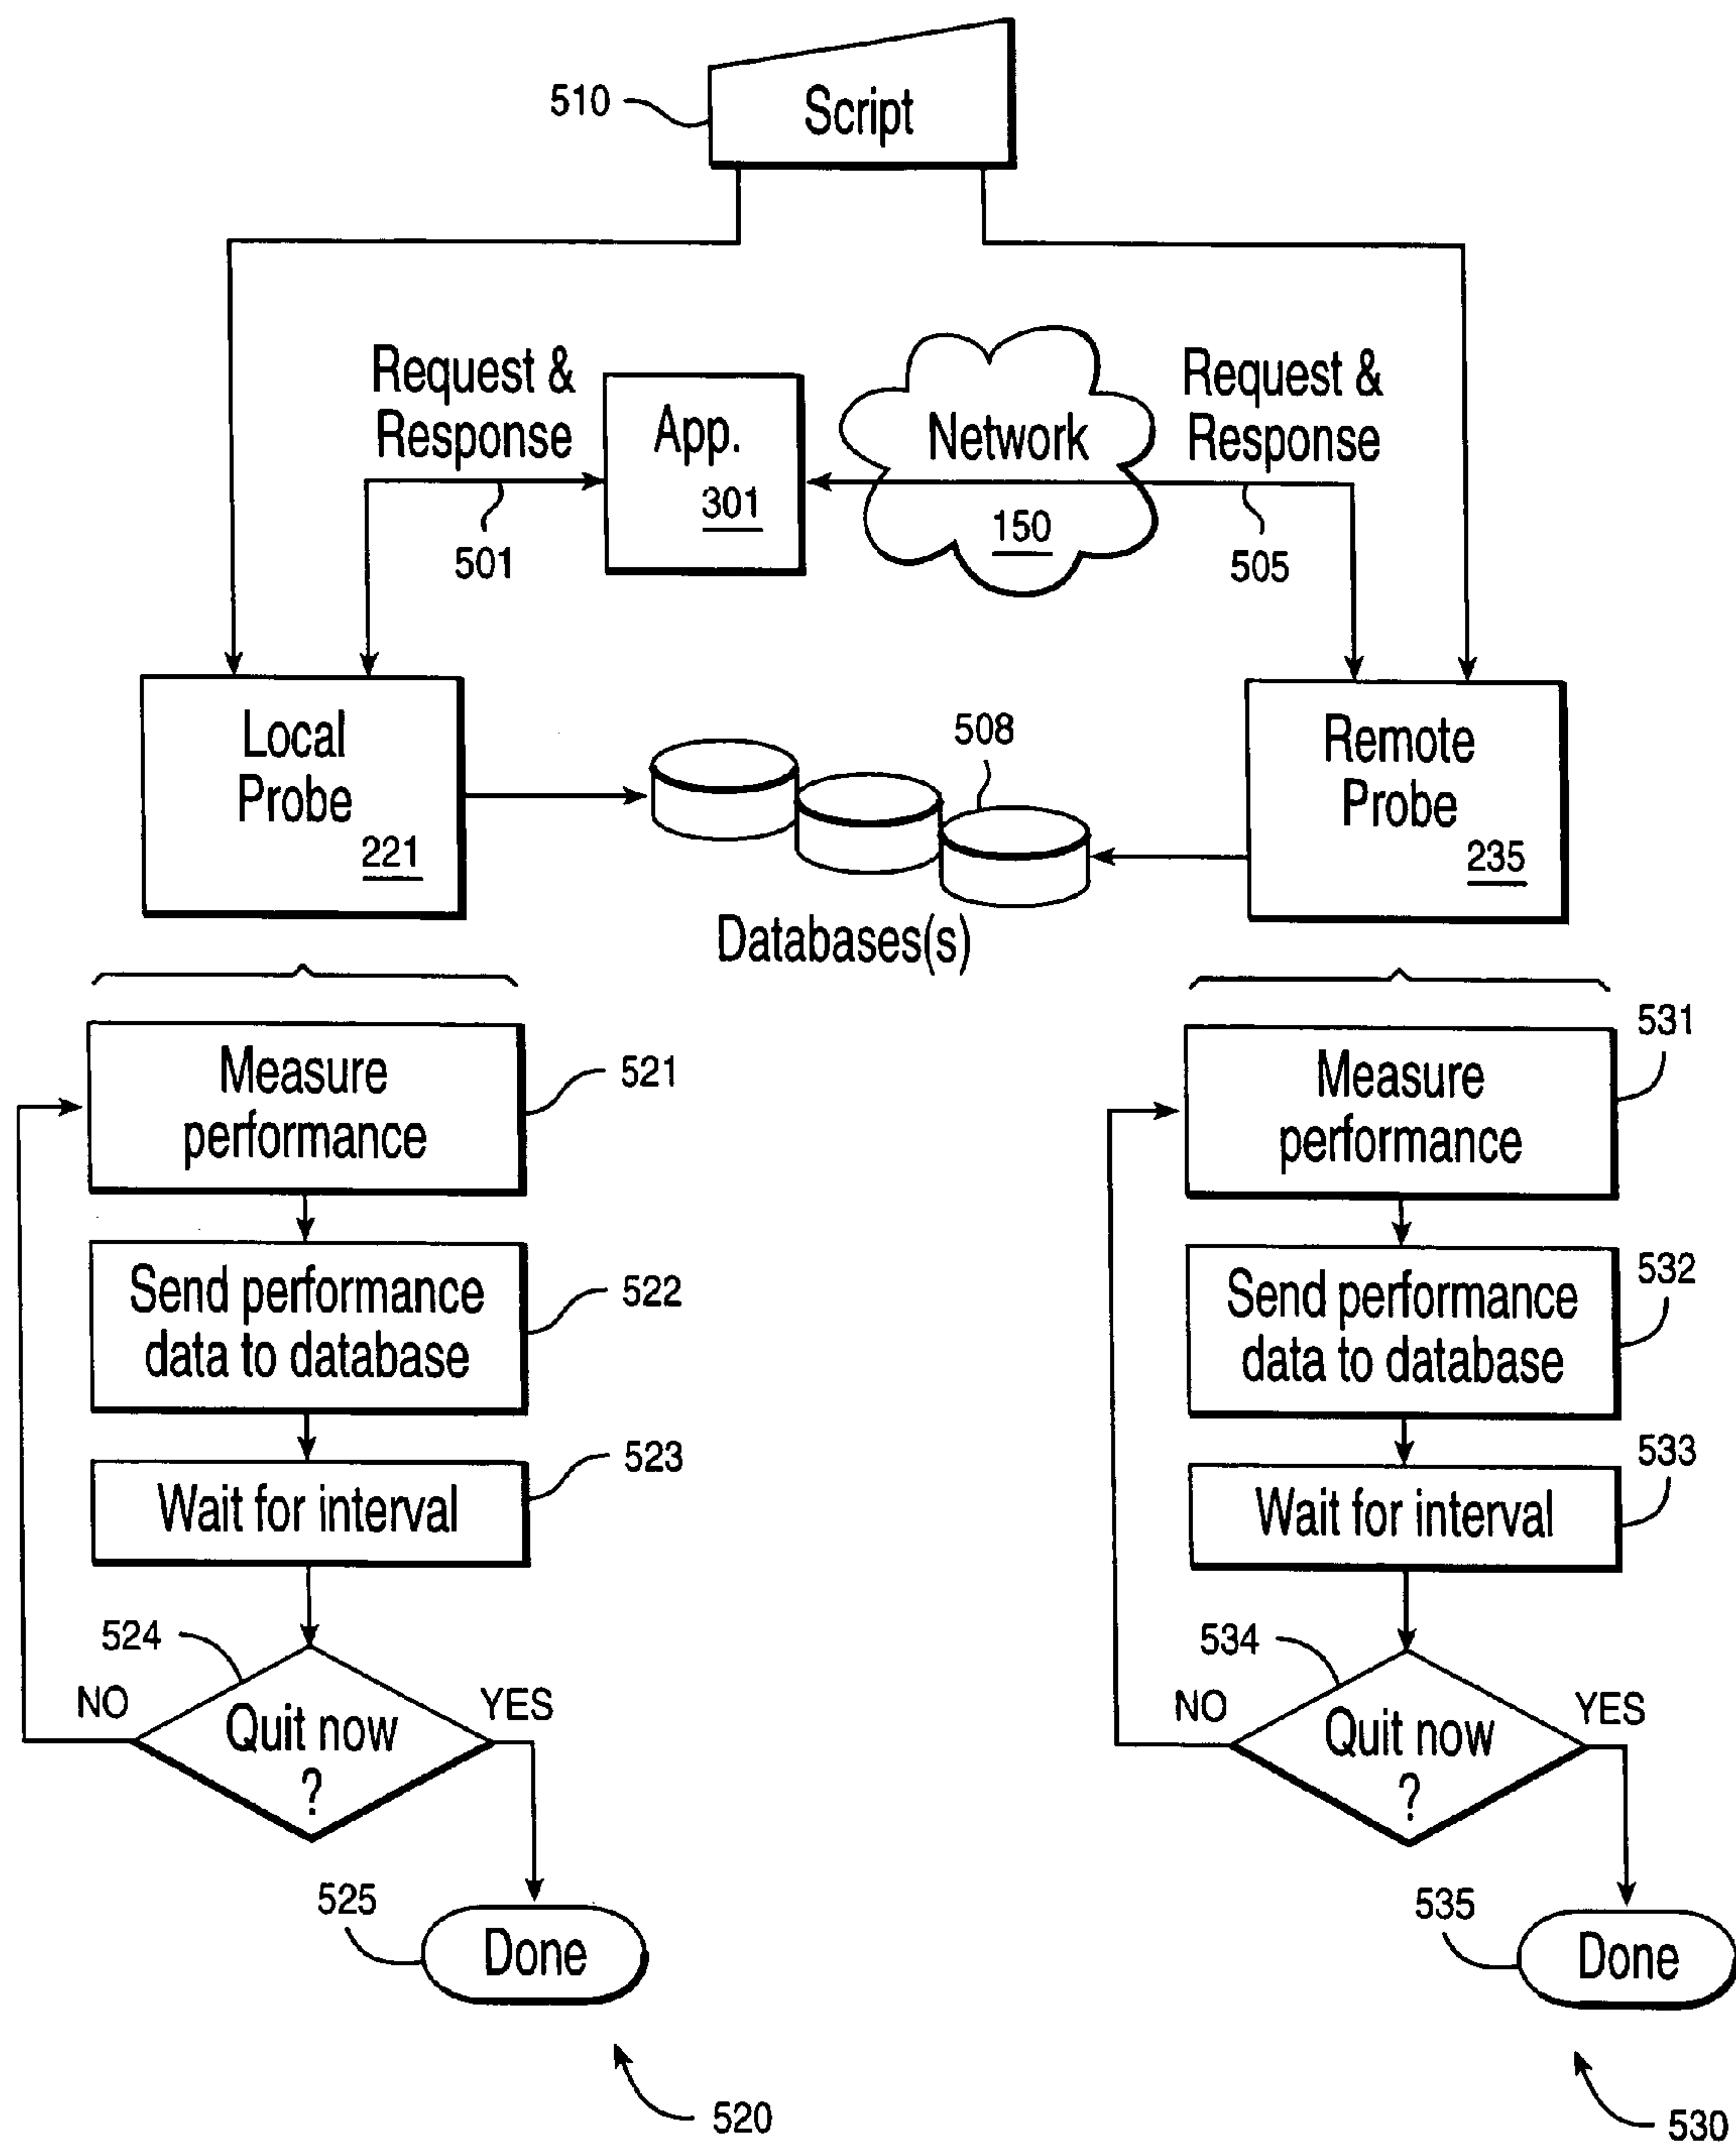 510
Script
Request &
Response
App.
301
501
Network
150
Request &
Response
505
Local
Probe
221
508
Databases(s)
Remote
Probe
235
Measure
performance
521
Send performance
data to database
522
Wait for interval
523
524
NO
YES
Quit now
?
525
Done
520
Measure
performance
531
Send performance
data to database
532
Wait for interval
533
534
NO
YES
Quit now
?
535
Done
530